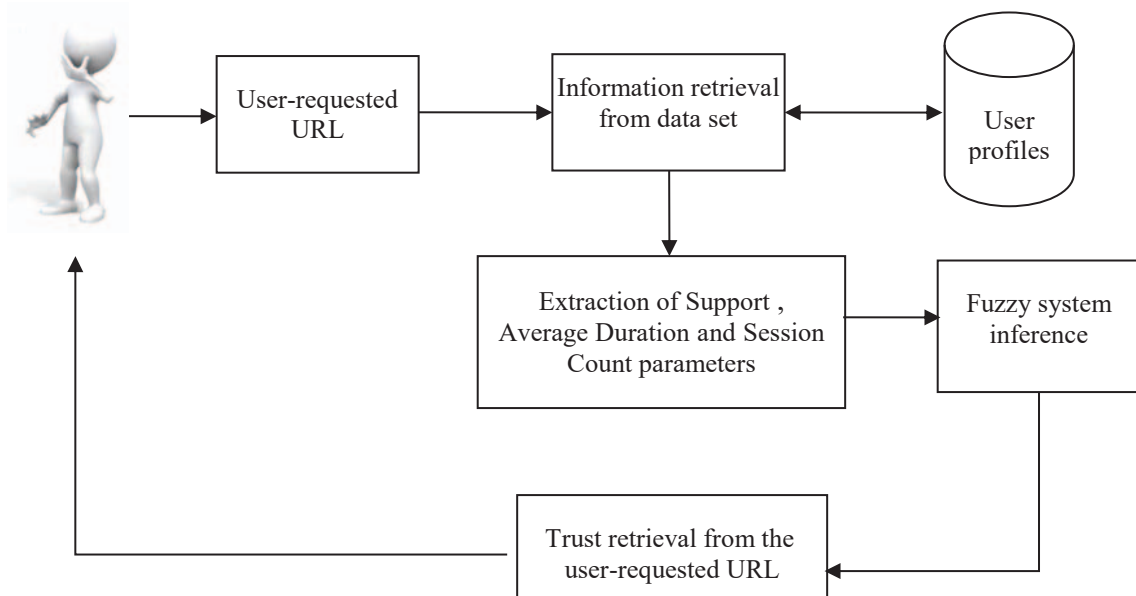 User-requested
URL
Information retrieval
from data set
User
profiles
Extraction of Support ,
Average Duration and Session
Count parameters
Fuzzy system
inference
Trust retrieval from the
user-requested URL